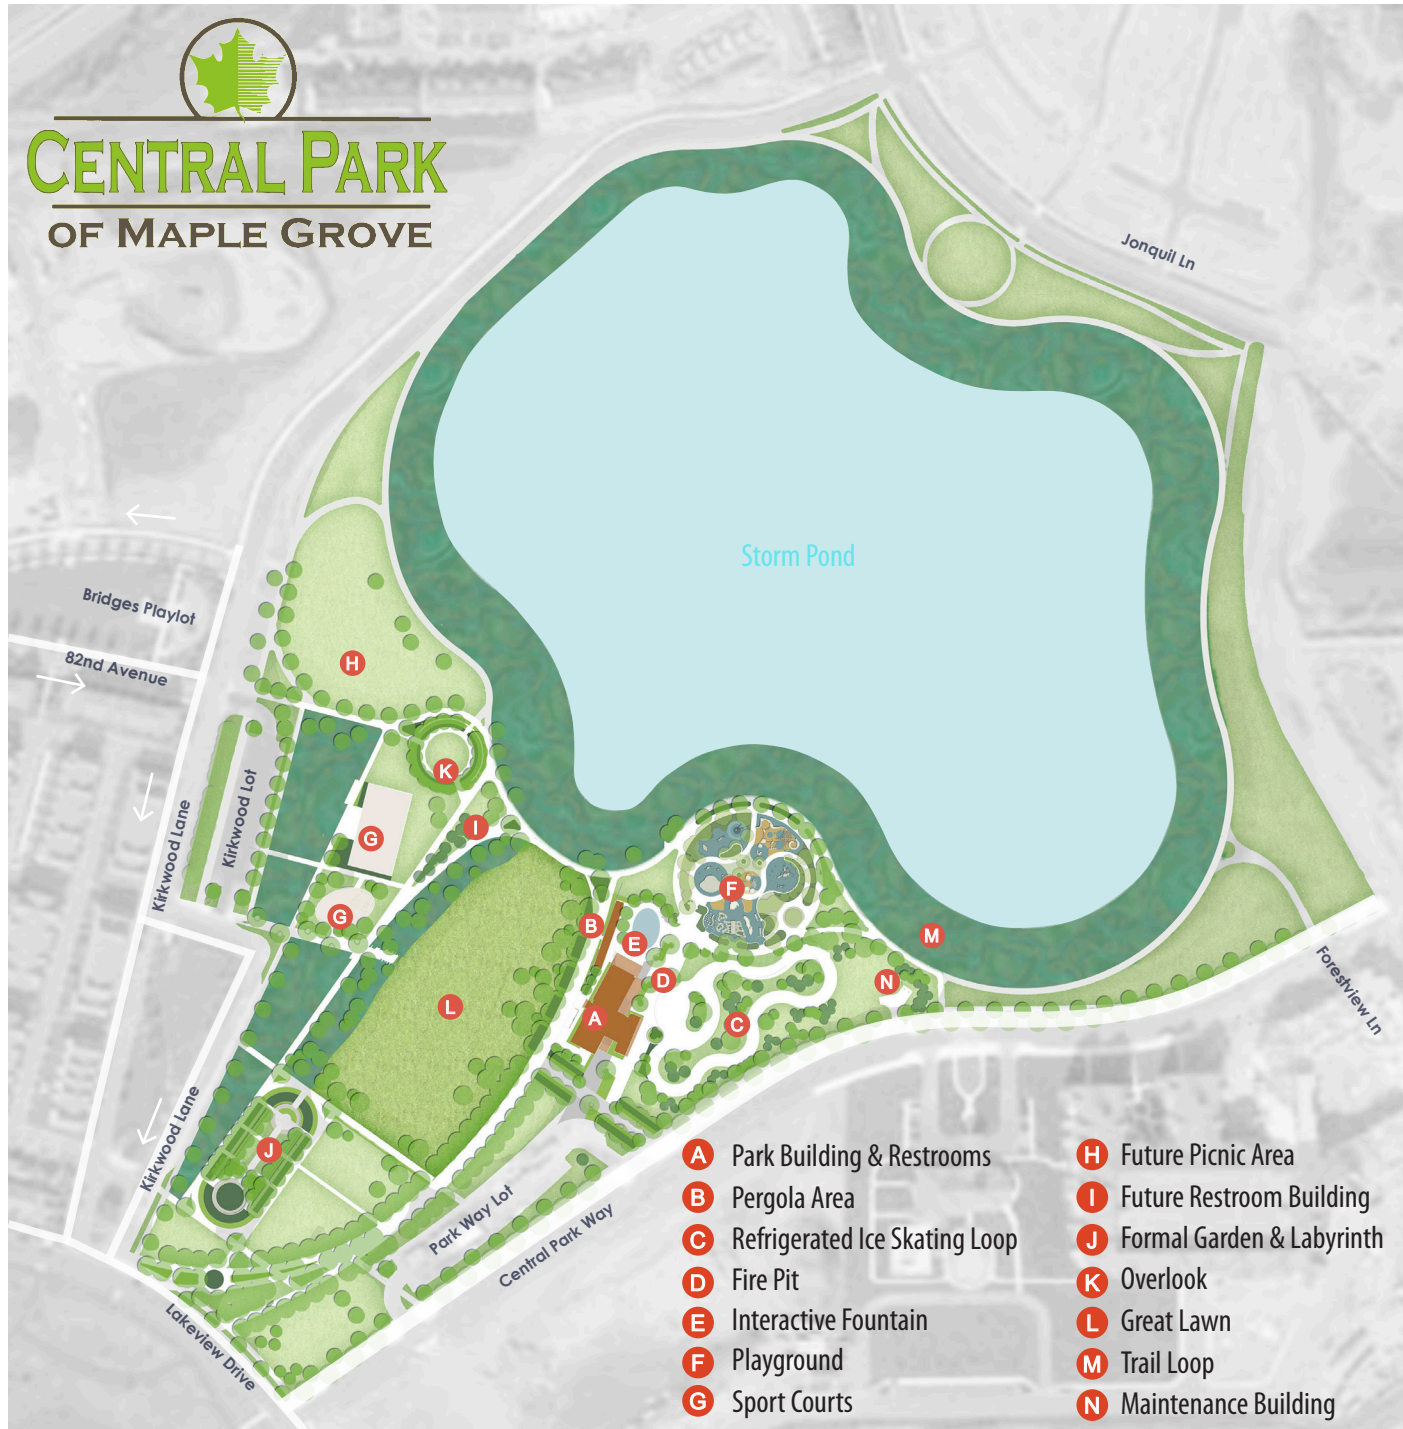 CENTRAL PARK
OF MAPLE GROVE
Jonquil Ln
Storm Pond
Bridges Playlot
82nd Avenue
H
K
Kirkwood Lot
Kirkwood Lane
G
I
G
F
B
E
M
Forestview Ln
D
N
L
A
C
Kirkwood Lane
J
Park Way Lot
Central Park Way
Lakeview Drive
A Park Building & Restrooms
B Pergola Area
C Refrigerated Ice Skating Loop
D Fire Pit
E Interactive Fountain
F Playground
G Sport Courts
H Future Picnic Area
I Future Restroom Building
J Formal Garden & Labyrinth
K Overlook
L Great Lawn
M Trail Loop
N Maintenance Building